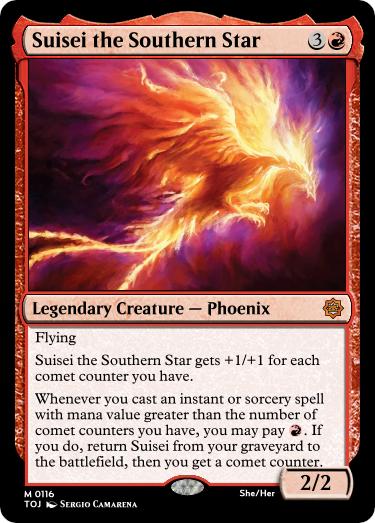 Suisei the Southern Star 3
Legendary Creature — Phoenix
Flying
Suisei the Southern Star gets +1/+1 for each
comet counter you have.
Whenever you cast an instant or sorcery spell
with mana value greater than the number of
comet counters you have, you may pay . If
you do, return Suisei from your graveyard to
the battlefield, then you get a comet counter.
2/2
M 0116
TOJ Sergio Camarena
She/Her